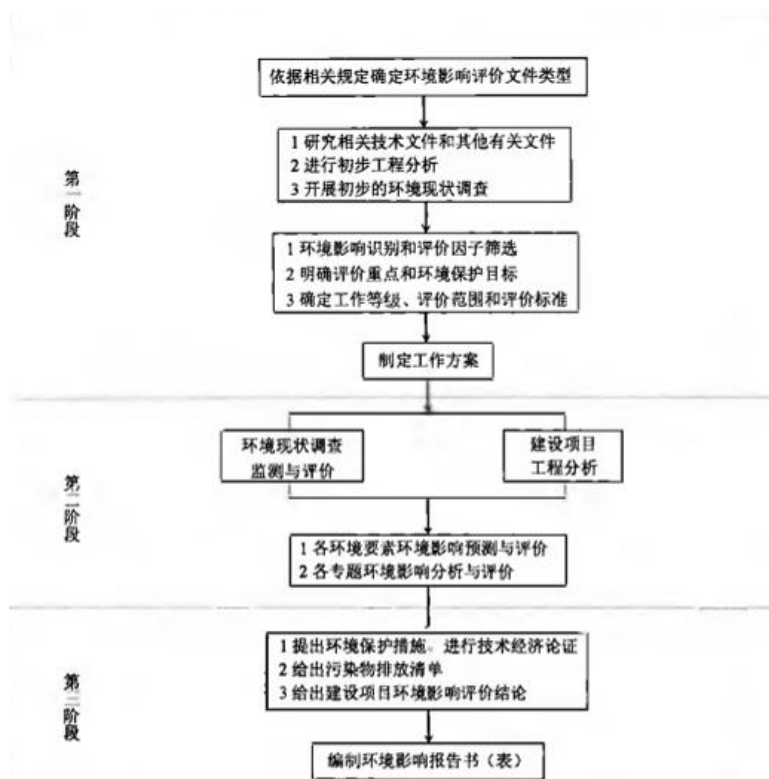 依据相关规定确定环境影响评价文件类型
1 研究相关技术文件和其他有关文件
2 进行初步工程分析
3 开展初步的环境现状调查
第一阶段
1 环境影响识别和评价因子筛选
2 明确评价重点和环境保护目标
3 确定工作等级、评价范围和评价标准
制定工作方案
环境现状调查
监测与评价
建设项目
工程分析
第二阶段
1 各环境要素环境影响预测与评价
2 各专题环境影响分析与评价
1 提出环境保护措施。进行技术经济论证
2 给出污染物排放清单
3 给出建设项目环境影响评价结论
第三阶段
编制环境影响报告书（表）